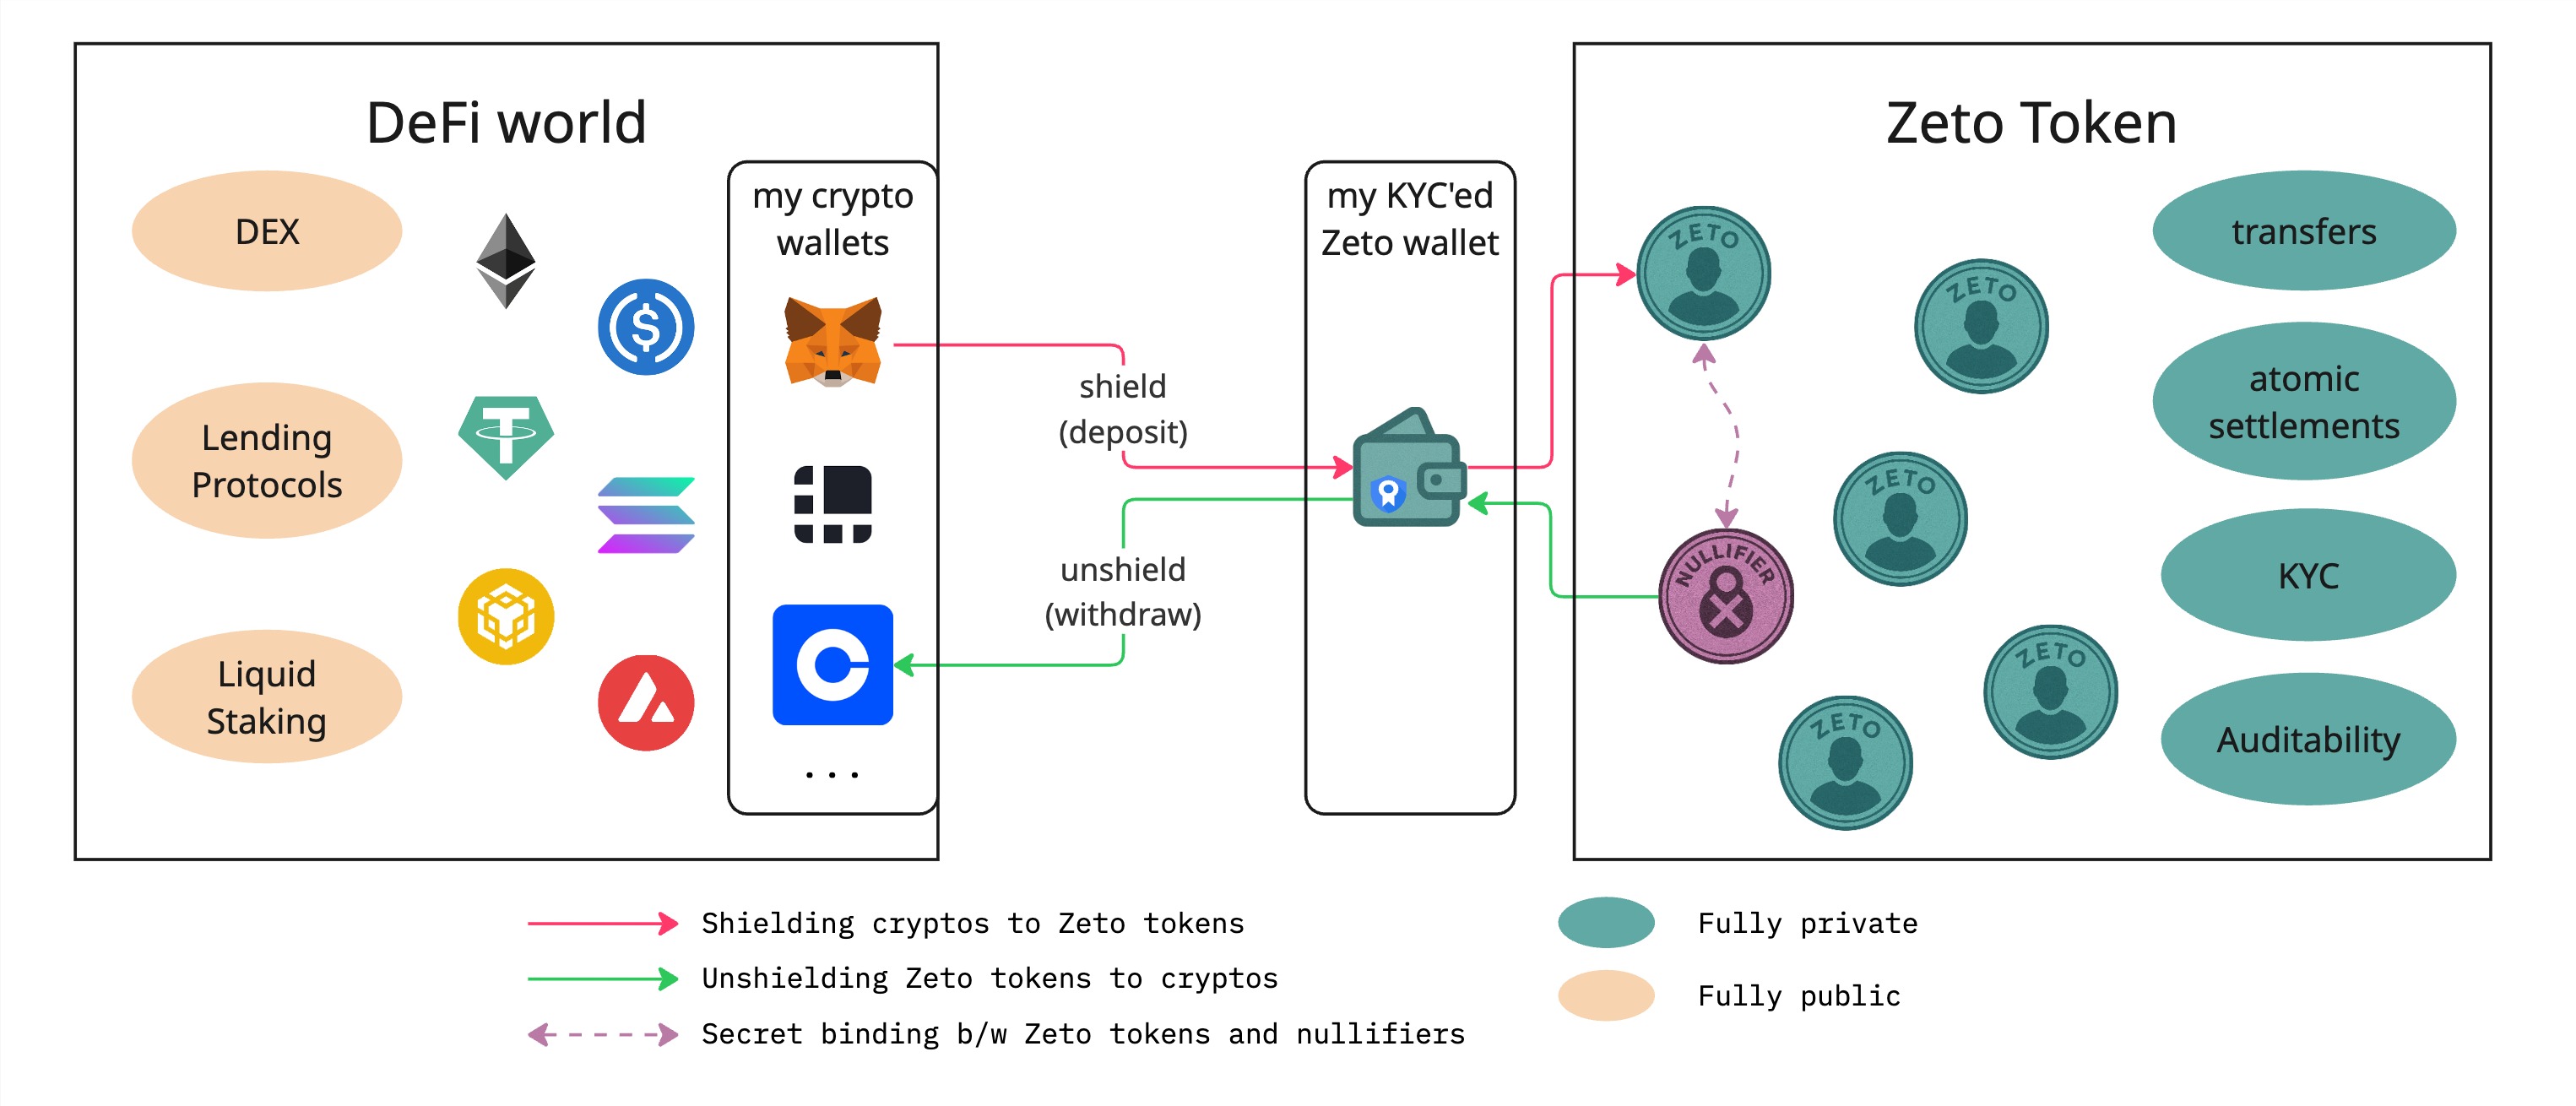 DeFi world
DEX
Lending
Protocols
Liquid
Staking
my crypto
wallets
...
shield
(deposit)
unshield
(withdraw)
my KYC'ed
Zeto wallet
Zeto Token
ZETO
ZETO
ZETO
NULLIFIER
ZETO
ZETO
transfers
atomic
settlements
KYC
Auditability
Shielding cryptos to Zeto tokens
Unshielding Zeto tokens to cryptos
Secret binding b/w Zeto tokens and nullifiers
Fully private
Fully public